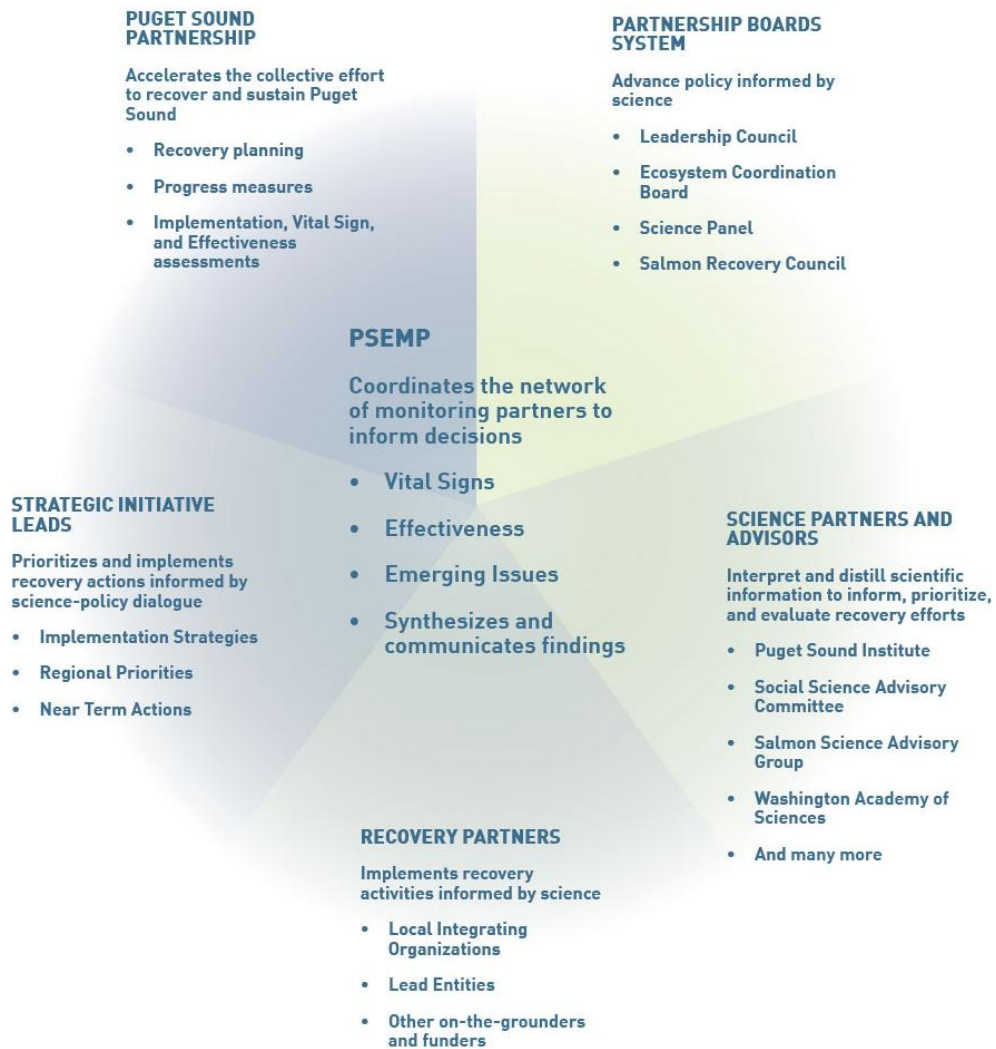 PUGET SOUND
PARTNERSHIP
Accelerates the collective effort
to recover and sustain Puget
Sound
• Recovery planning
• Progress measures
• Implementation, Vital Sign,
and Effectiveness
assessments
PARTNERSHIP BOARDS
SYSTEM
Advance policy informed by
science
• Leadership Council
• Ecosystem Coordination
Board
• Science Panel
• Salmon Recovery Council
PSEMP
Coordinates the network
of monitoring partners to
inform decisions
• Vital Signs
• Effectiveness
• Emerging Issues
• Synthesizes and
communicates findings
STRATEGIC INITIATIVE
LEADS
Prioritizes and implements
recovery actions informed by
science-policy dialogue
• Implementation Strategies
• Regional Priorities
• Near Term Actions
SCIENCE PARTNERS AND
ADVISORS
Interpret and distill scientific
information to inform, prioritize,
and evaluate recovery efforts
• Puget Sound Institute
• Social Science Advisory
Committee
• Salmon Science Advisory
Group
• Washington Academy of
Sciences
• And many more
RECOVERY PARTNERS
Implements recovery
activities informed by science
• Local Integrating
Organizations
• Lead Entities
• Other on-the-grounders
and funders